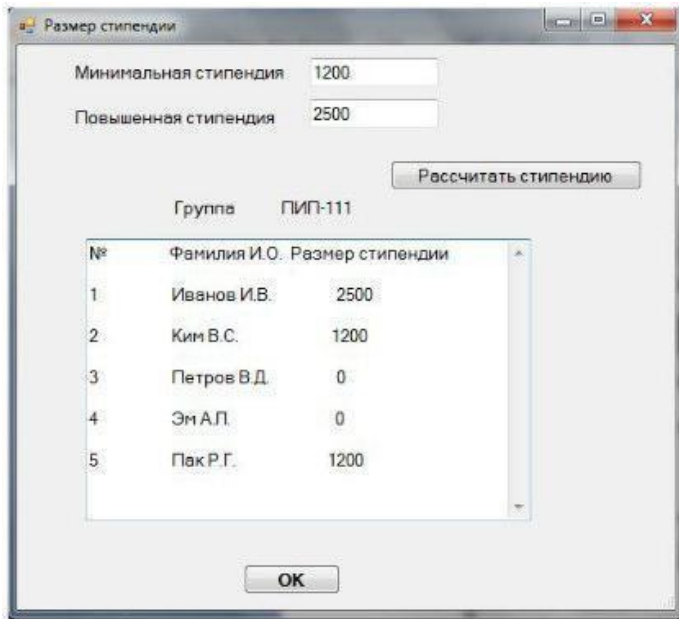 Размер стипендии
Минимальная стипендия 1200
Повышенная стипендия 2500
Рассчитать стипендию
Группа ПИП-111
№ Фамилия И.О. Размер стипендии
1 Иванов И.В. 2500
2 Ким В.С. 1200
3 Петров В.Д. 0
4 Эм А.П. 0
5 Пак Р.Г. 1200
OK